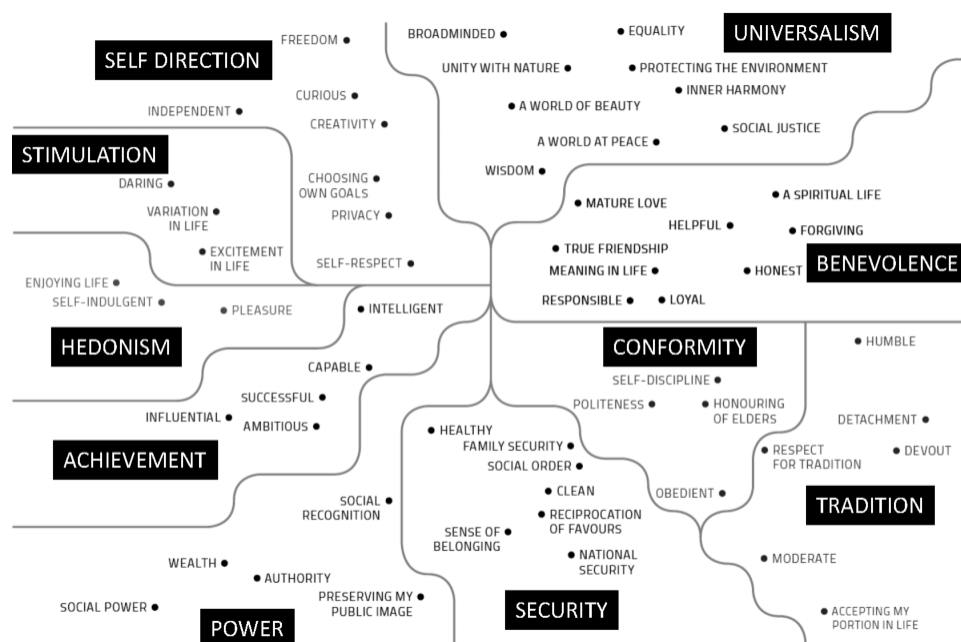 SELF DIRECTION
FREEDOM
CURIOUS
INDEPENDENT
CREATIVITY
CHOOSING
OWN GOALS
PRIVACY
SELF-RESPECT
UNIVERSALISM
BROADMINDED
EQUALITY
UNITY WITH NATURE
PROTECTING THE ENVIRONMENT
INNER HARMONY
A WORLD OF BEAUTY
SOCIAL JUSTICE
A WORLD AT PEACE
WISDOM
STIMULATION
DARING
VARIATION
IN LIFE
EXCITEMENT
IN LIFE
MATURE LOVE
A SPIRITUAL LIFE
HELPFUL
FORGIVING
TRUE FRIENDSHIP
MEANING IN LIFE
HONEST
BENEVOLENCE
RESPONSIBLE
LOYAL
ENJOYING LIFE
SELF-INDULGENT
PLEASURE
HEDONISM
INTELLIGENT
CAPABLE
SUCCESSFUL
INFLUENTIAL
AMBITIOUS
ACHIEVEMENT
CONFORMITY
SELF-DISCIPLINE
POLITENESS
HONOURING
OF ELDERS
OBEDIENT
HUMBLE
DETACHMENT
RESPECT
FOR TRADITION
DEVOUT
TRADITION
MODERATE
ACCEPTING MY
PORTION IN LIFE
HEALTHY
FAMILY SECURITY
SOCIAL ORDER
CLEAN
RECIPROCATION
OF FAVOURS
SENSE OF
BELONGING
NATIONAL
SECURITY
SECURITY
SOCIAL
RECOGNITION
WEALTH
AUTHORITY
PRESERVING MY
PUBLIC IMAGE
SOCIAL POWER
POWER